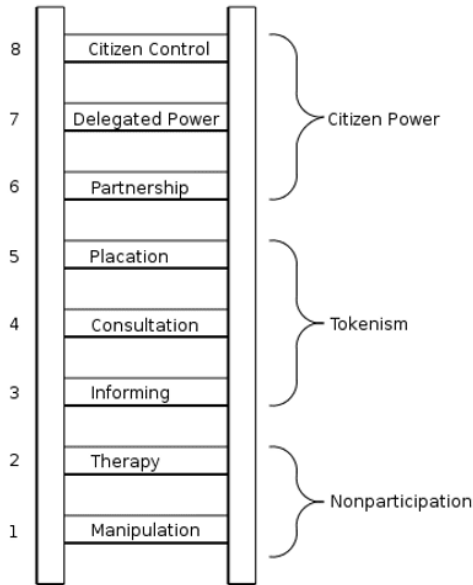 8 Citizen Control
7 Delegated Power Citizen Power
6 Partnership
5 Placation
4 Consultation Tokenism
3 Informing
2 Therapy
Nonparticipation
1 Manipulation